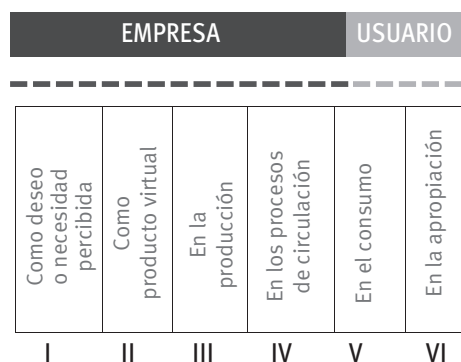 EMPRESA
USUARIO
Como deseo
o necesidad
percibida
Como
producto virtual
En la
producción
En los procesos
de circulación
En el consumo
En la apropiación
I
II
III
IV
V
VI